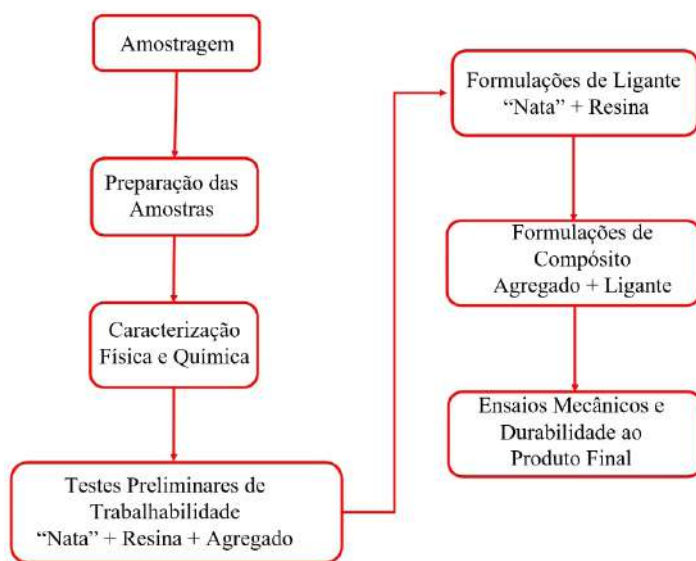 Amostragem
Preparação das
Amostras
Caracterização
Física e Química
Testes Preliminares de
Trabalhabilidade
“Nata” + Resina + Agregado
Formulações de Ligante
“Nata” + Resina
Formulações de
Compósito
Agregado + Ligante
Ensaios Mecânicos e
Durabilidade ao
Produto Final